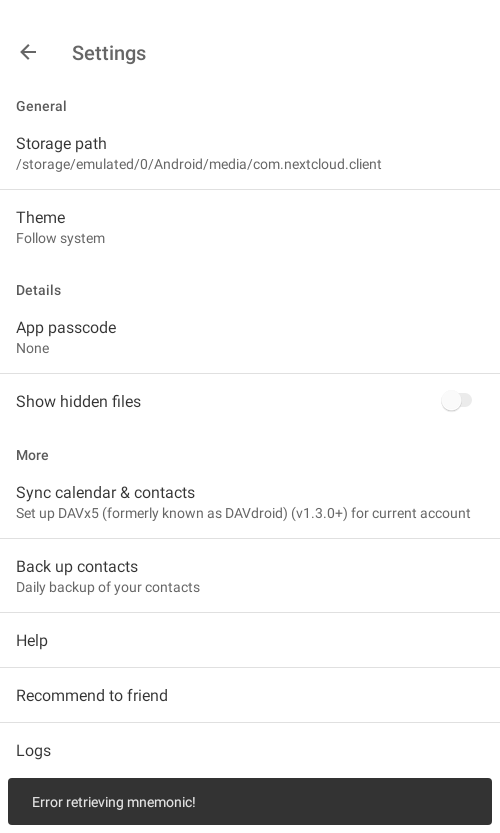 Settings
General
Storage path
/storage/emulated/0/Android/media/com.nextcloud.client
Theme
Follow system
Details
App passcode
None
Show hidden files
More
Sync calendar & contacts
Set up DAVx5 (formerly known as DAVdroid) (v1.3.0+) for current account
Back up contacts
Daily backup of your contacts
Help
Recommend to friend
Logs
Error retrieving mnemonic!